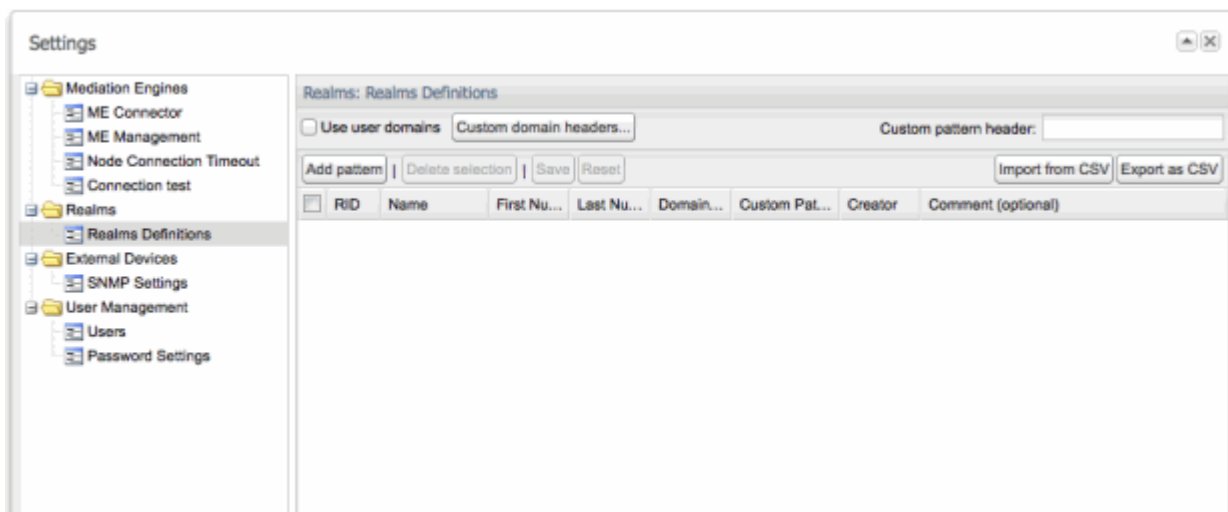 Settings
Mediation Engines
ME Connector
ME Management
Node Connection Timeout
Connection test
Realms
Realms Definitions
External Devices
SNMP Settings
User Management
Users
Password Settings
Realms: Realms Definitions
Use user domains Custom domain headers... Custom pattern header:
Add pattern | Delete selection | Save Reset Import from CSV Export as CSV
RID Name First Nu... Last Nu... Domain... Custom Pat... Creator Comment (optional)